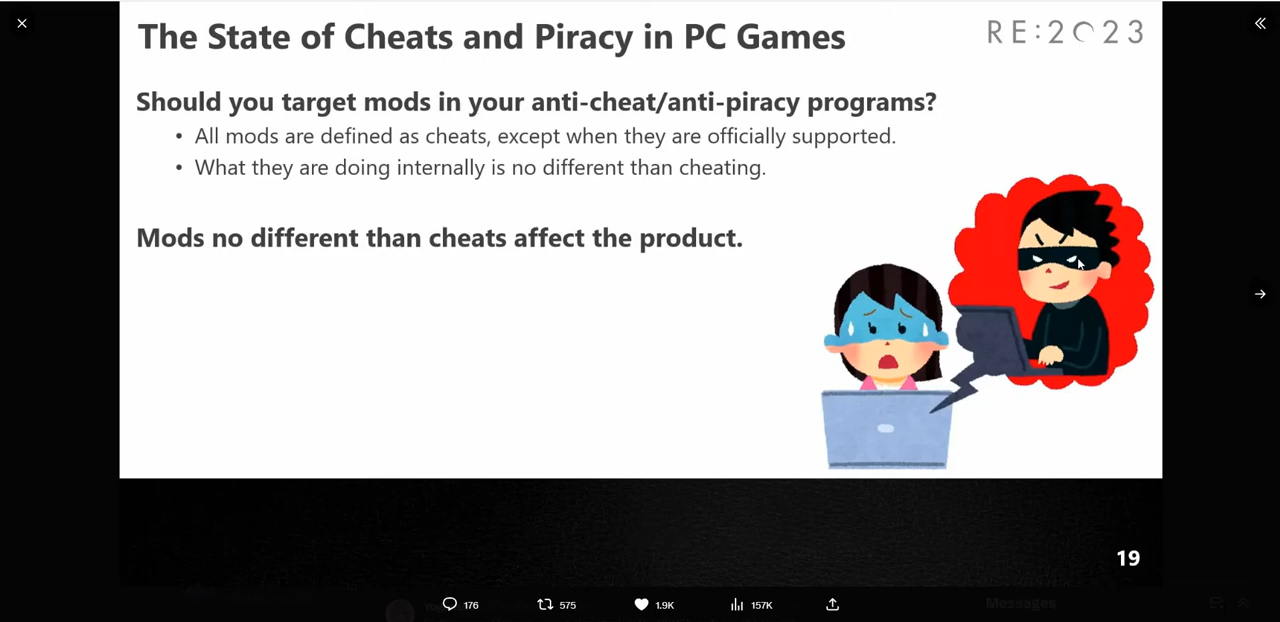 The State of Cheats and Piracy in PC Games
RE:2023
Should you target mods in your anti-cheat/anti-piracy programs?
• All mods are defined as cheats, except when they are officially supported.
• What they are doing internally is no different than cheating.
Mods no different than cheats affect the product.
19
176 575 1.9K 157K
Messages